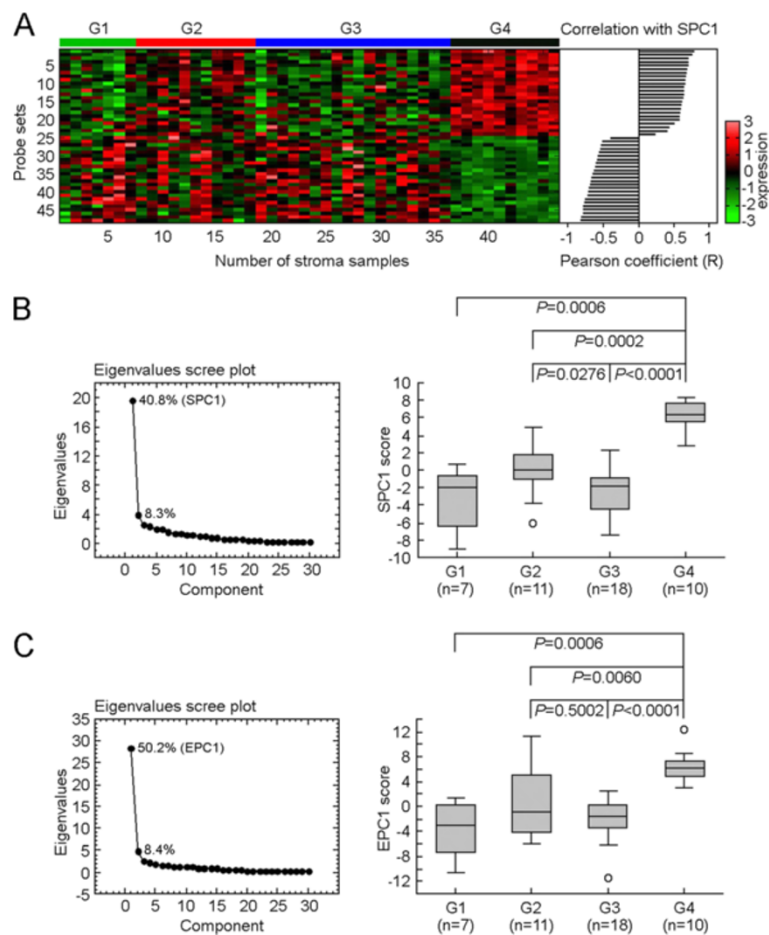 A
G1 G2 G3 G4 Correlation with SPC1
Probe sets
5
10
15
20
25
30
35
40
45
5 10 15 20 25 30 35 40
Number of stroma samples
-1 -0.5 0 0.5 1
Pearson coefficient (R)
3
2
1
0
-1
-2
-3
expression
B
Eigenvalues scree plot
Eigenvalues
20
16
12
8
4
0
40.8% (SPC1)
8.3%
0 5 10 15 20 25 30
Component
P=0.0006
P=0.0002
P=0.0276 P<0.0001
SPC1 score
10
8
6
4
2
0
-2
-4
-6
-8
-10
G1 G2 G3 G4
(n=7) (n=11) (n=18) (n=10)
C
Eigenvalues scree plot
Eigenvalues
35
30
25
20
15
10
5
0
-5
50.2% (EPC1)
8.4%
0 5 10 15 20 25 30
Component
P=0.0006
P=0.0060
P=0.5002 P<0.0001
EPC1 score
12
8
4
0
-4
-8
-12
G1 G2 G3 G4
(n=7) (n=11) (n=18) (n=10)